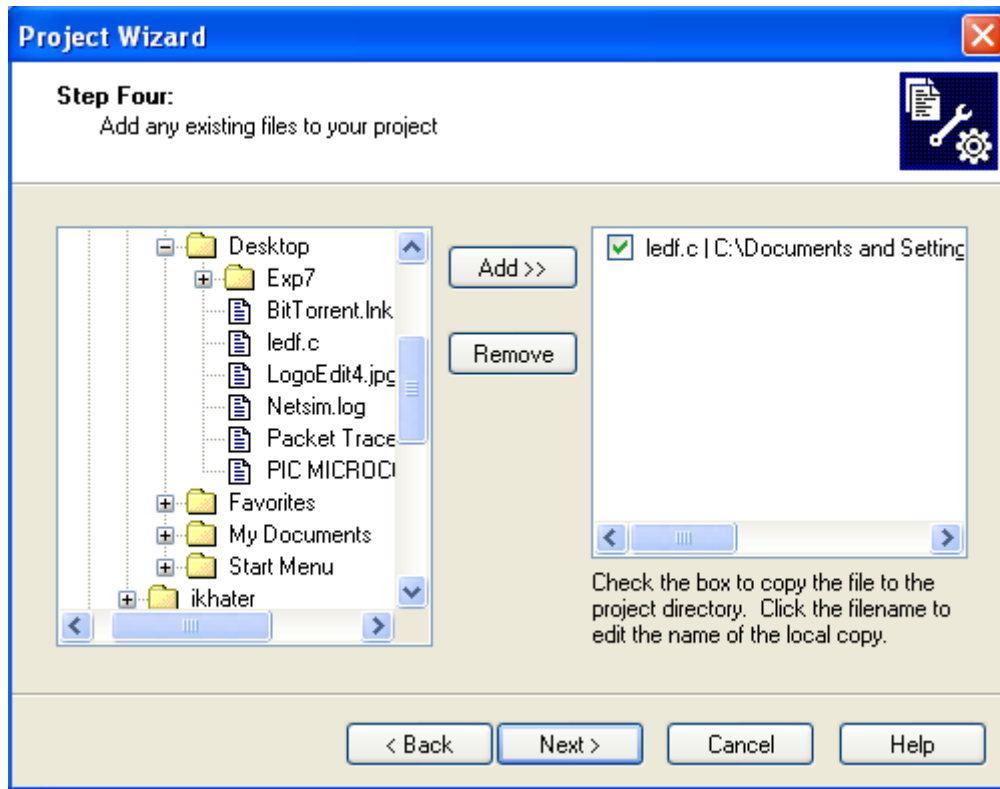 Project Wizard
Step Four:
Add any existing files to your project
Desktop
Exp7
BitTorrent.lnk
ledf.c
LogoEdit4.jpg
Netsim.log
Packet Trace
PIC MICROC
Favorites
My Documents
Start Menu
ikhater
Add >>
Remove
ledf.c | C:\Documents and Setting
Check the box to copy the file to the
project directory. Click the filename to
edit the name of the local copy.
< Back
Next >
Cancel
Help